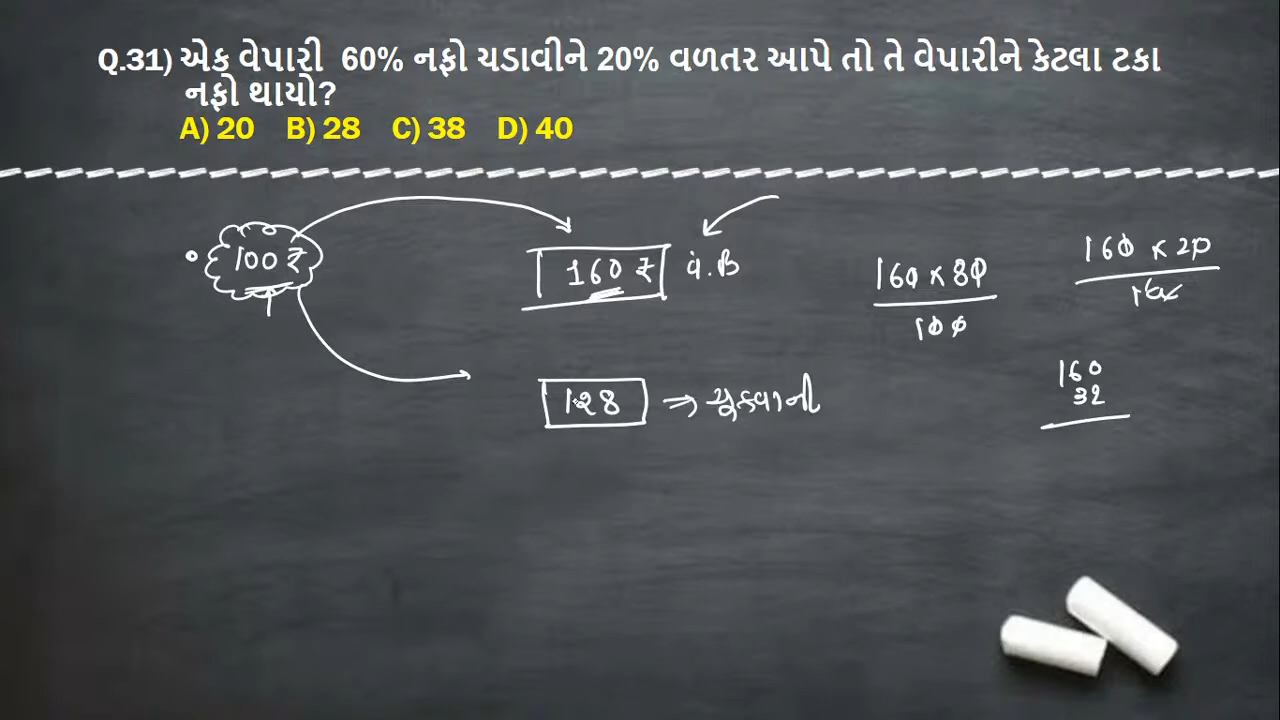 Q.31) એક વેપારી 60% નફો ચડાવીને 20% વળતર આપે તો તે વેપારીને કેટલા ટકા
નફો થાયો?
A) 20 B) 28 C) 38 D) 40
100 ₹
160 ₹ વે.B
160 x 80
100
160 x 20
100
160
32
128 ⇒ ચૂકવાની